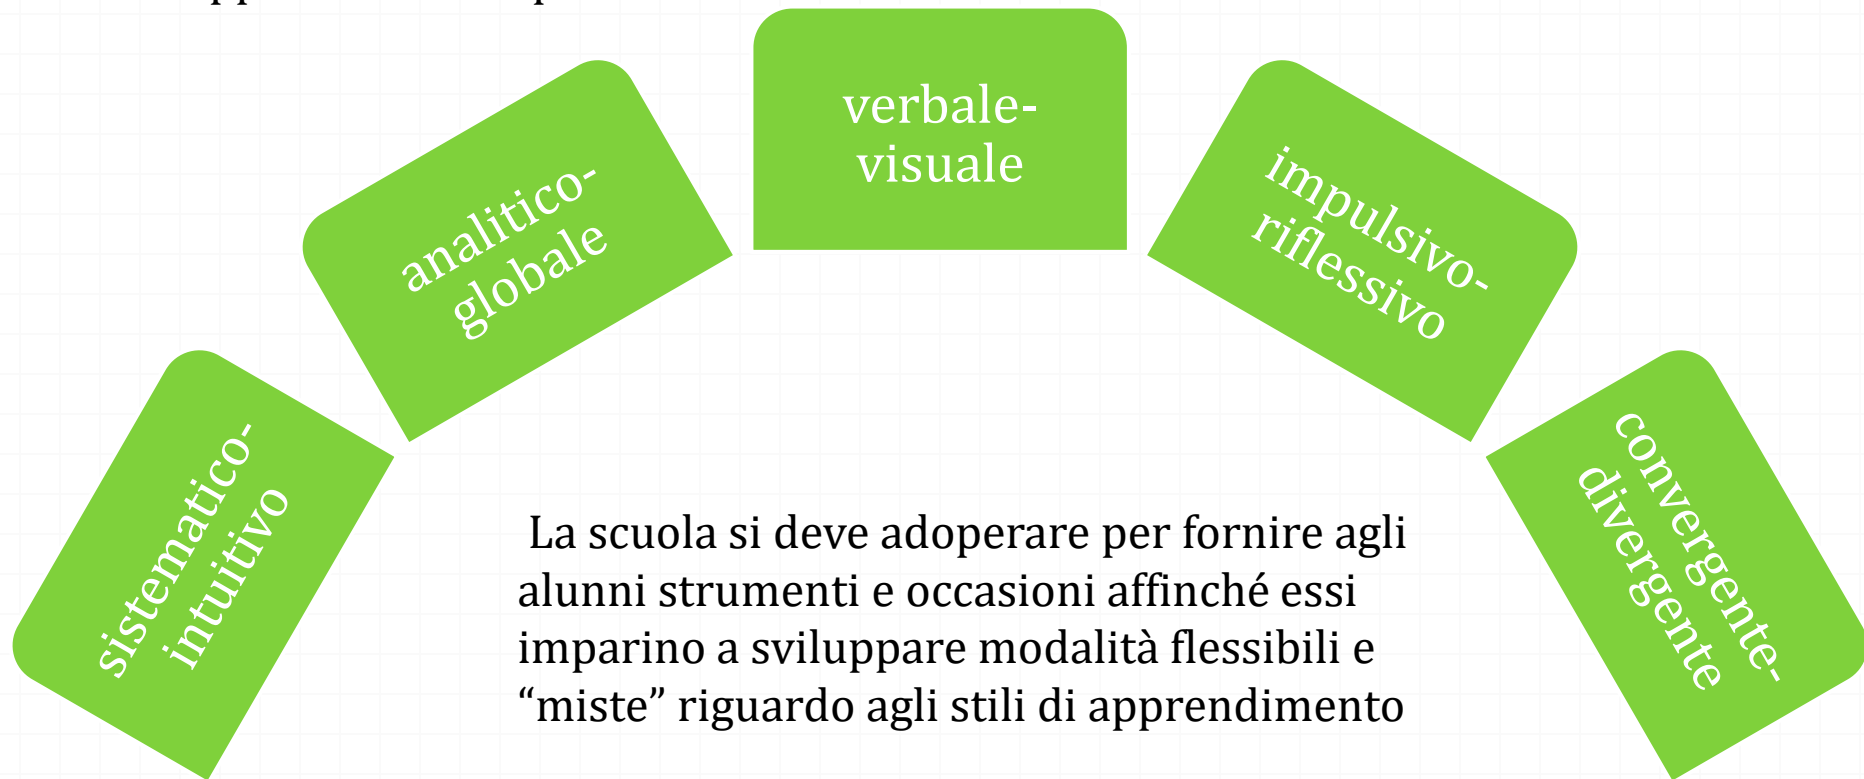 sistematico-
intuitivo
analitico-
globale
verbale-
visuale
impulsivo-
riflessivo
convergente-
divergente
La scuola si deve adoperare per fornire agli
alunni strumenti e occasioni affinché essi
imparino a sviluppare modalità flessibili e
“miste” riguardo agli stili di apprendimento